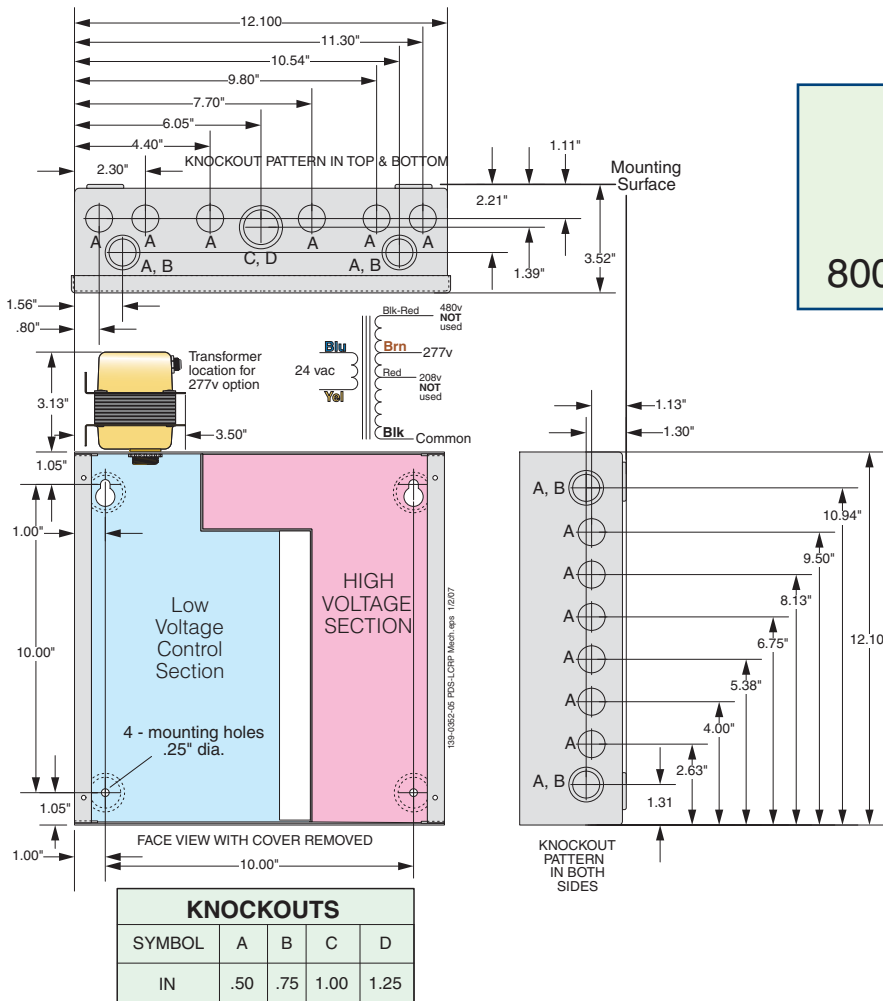 12.100
11.30"
10.54"
9.80"
7.70"
6.05"
4.40"
2.30"
KNOCKOUT PATTERN IN TOP & BOTTOM
1.11"
Mounting
Surface
2.21"
A
A
A
A
A
A
C, D
A, B
A, B
1.39"
3.52"
800
1.56"
.80"
Transformer
location for
277v option
3.13"
3.50"
Blk-Red
480v
NOT
used
Blu
Brn
277v
24 vac
Red
208v
NOT
used
Yel
Blk
Common
1.13"
1.30"
1.05"
1.00"
10.00"
Low
Voltage
Control
Section
HIGH
VOLTAGE
SECTION
139-0352-05 PDS-LCRP Mech.eps 1/2/07
4 - mounting holes
.25" dia.
1.05"
1.00"
FACE VIEW WITH COVER REMOVED
10.00"
A, B
A
A
A
A
A
A
A, B
10.94"
9.50"
8.13"
6.75"
5.38"
4.00"
2.63"
1.31
12.10
KNOCKOUT
PATTERN
IN BOTH
SIDES
KNOCKOUTS
SYMBOL A B C D
IN .50 .75 1.00 1.25